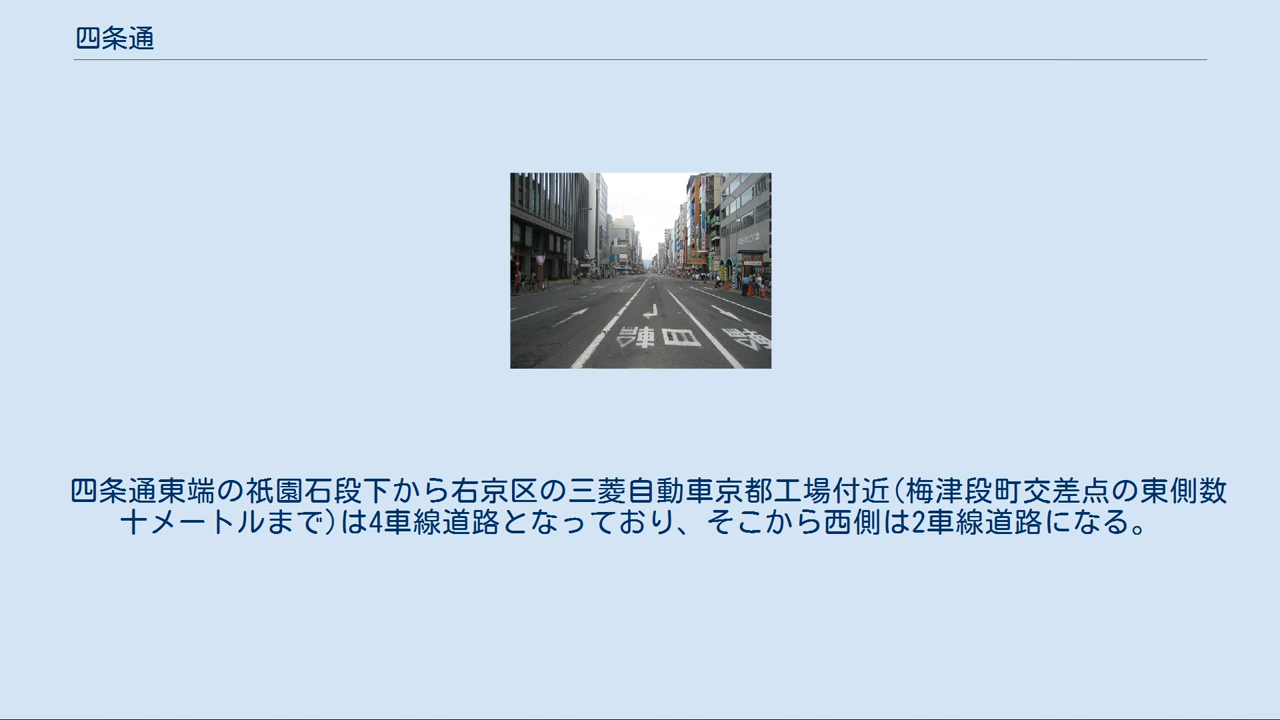 四条通
四条通東端の祇園石段下から右京区の三菱自動車京都工場付近(梅津段町交差点の東側数
十メートルまで)は4車線道路となっており、そこから西側は2車線道路になる。